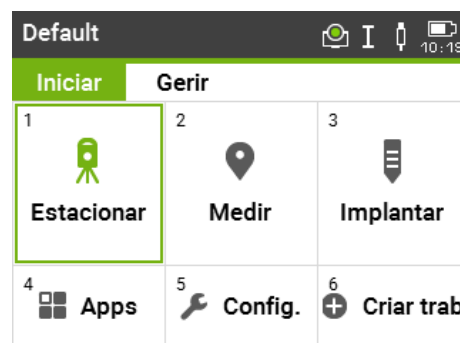 Default
10:19
Iniciar Gerir
1 2 3
Estacionar Medir Implantar
4 Apps 5 Config. 6 Criar trab